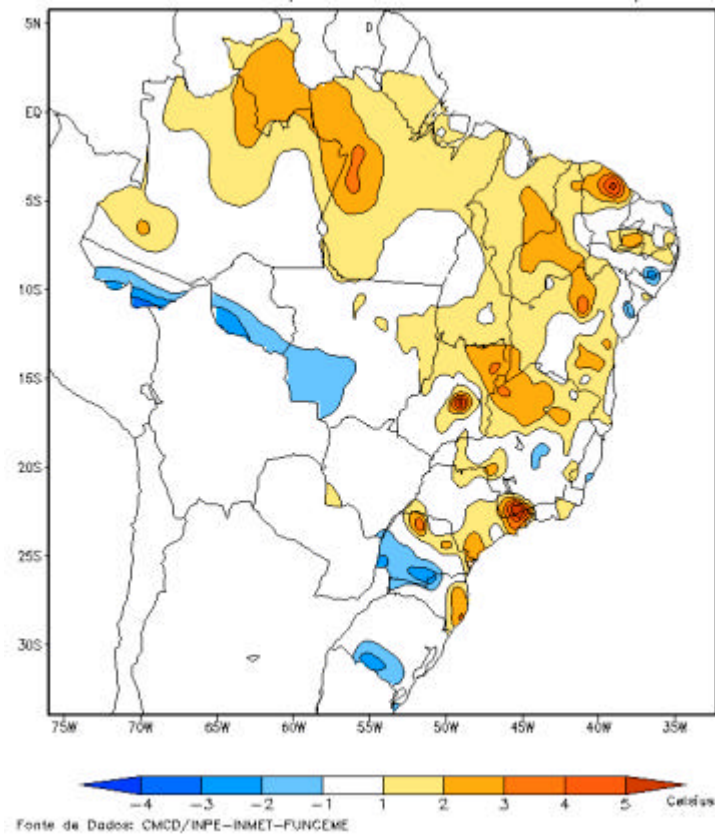 5N
EQ
5S
10S
15S
20S
25S
30S
75W 70W 65W 60W 55W 50W 45W 40W 35W
-4 -3 -2 -1 1 2 3 4 5 Celsius
Fonte de Dados: CMCD/INPE-INMET-FUNCEME